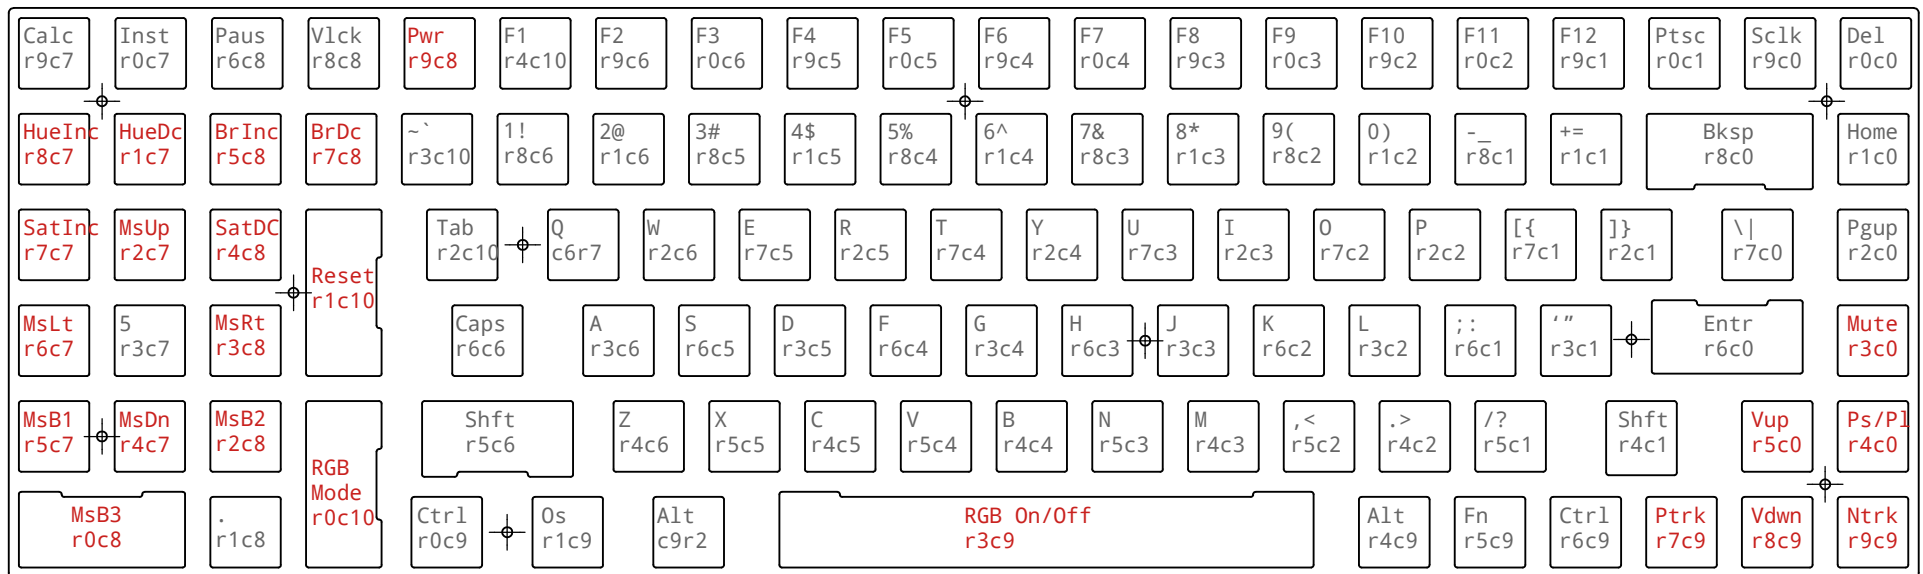 Calc Inst Paus Vlck Pwr F1 F2 F3 F4 F5 F6 F7 F8 F9 F10 F11 F12 Ptsc Sclk Del
r9c7 r0c7 r6c8 r8c8 r9c8 r4c10 r9c6 r0c6 r9c5 r0c5 r9c4 r0c4 r9c3 r0c3 r9c2 r0c2 r9c1 r0c1 r9c0 r0c0
HueInc HueDc BrInc BrDc ~` 1! 2@ 3# 4$ 5% 6^ 7& 8* 9( 0) -_ += Bksp Home
r8c7 r1c7 r5c8 r7c8 r3c10 r8c6 r1c6 r8c5 r1c5 r8c4 r1c4 r8c3 r1c3 r8c2 r1c2 r8c1 r1c1 r8c0 r1c0
SatInc MsUp SatDC Tab Q W E R T Y U I O P [{ ]} \| Pgup
r7c7 r2c7 r4c8 r2c10 c6r7 r2c6 r7c5 r2c5 r7c4 r2c4 r7c3 r2c3 r7c2 r2c2 r7c1 r2c1 r7c0 r2c0
Reset
r1c10
MsLt 5 MsRt Caps A S D F G H J K L ;: ‘” Entr Mute
r6c7 r3c7 r3c8 r6c6 r3c6 r6c5 r3c5 r6c4 r3c4 r6c3 r3c3 r6c2 r3c2 r6c1 r3c1 r6c0 r3c0
MsB1 MsDn MsB2 Shft Z X C V B N M ,< .> /? Shft Vup Ps/Pl
r5c7 r4c7 r2c8 r5c6 r4c6 r5c5 r4c5 r5c4 r4c4 r5c3 r4c3 r5c2 r4c2 r5c1 r4c1 r5c0 r4c0
RGB
Mode
r0c10
MsB3 . Ctrl Os Alt RGB On/Off Alt Fn Ctrl Ptrk Vdwn Ntrk
r0c8 r1c8 r0c9 r1c9 c9r2 r3c9 r4c9 r5c9 r6c9 r7c9 r8c9 r9c9